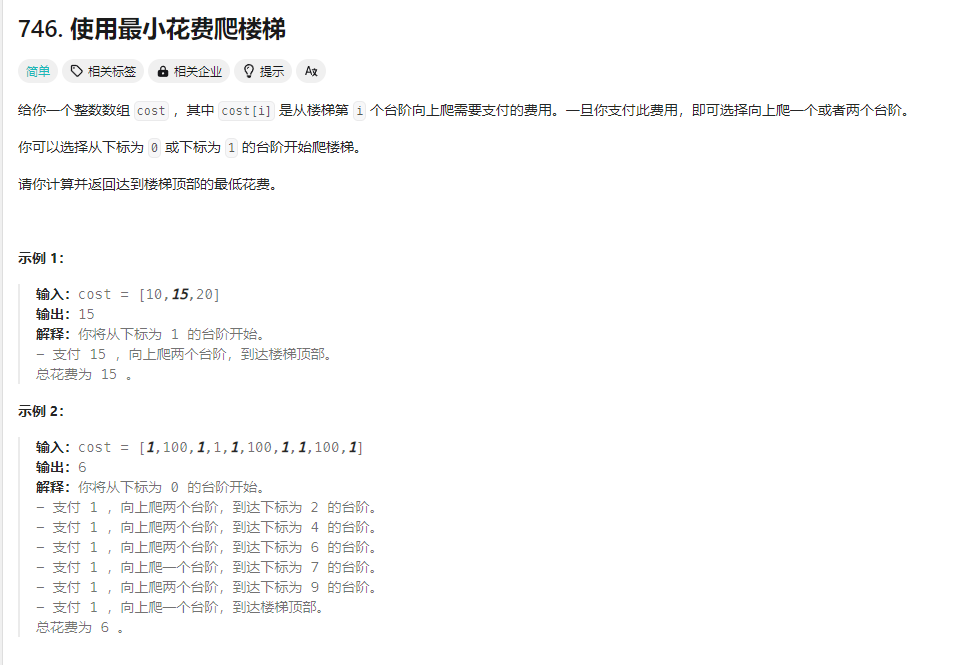 746. 使用最小花费爬楼梯
简单 相关标签 相关企业 提示 Aあ
给你一个整数数组 cost ，其中 cost[i] 是从楼梯第 i 个台阶向上爬需要支付的费用。一旦你支付此费用，即可选择向上爬一个或者两个台阶。
你可以选择从下标为 0 或下标为 1 的台阶开始爬楼梯。
请你计算并返回达到楼梯顶部的最低花费。
示例 1：
输入：cost = [10,15,20]
输出：15
解释：你将从下标为 1 的台阶开始。
- 支付 15 ，向上爬两个台阶，到达楼梯顶部。
总花费为 15 。
示例 2：
输入：cost = [1,100,1,1,1,100,1,1,100,1]
输出：6
解释：你将从下标为 0 的台阶开始。
- 支付 1 ，向上爬两个台阶，到达下标为 2 的台阶。
- 支付 1 ，向上爬两个台阶，到达下标为 4 的台阶。
- 支付 1 ，向上爬两个台阶，到达下标为 6 的台阶。
- 支付 1 ，向上爬一个台阶，到达下标为 7 的台阶。
- 支付 1 ，向上爬两个台阶，到达下标为 9 的台阶。
- 支付 1 ，向上爬一个台阶，到达楼梯顶部。
总花费为 6 。